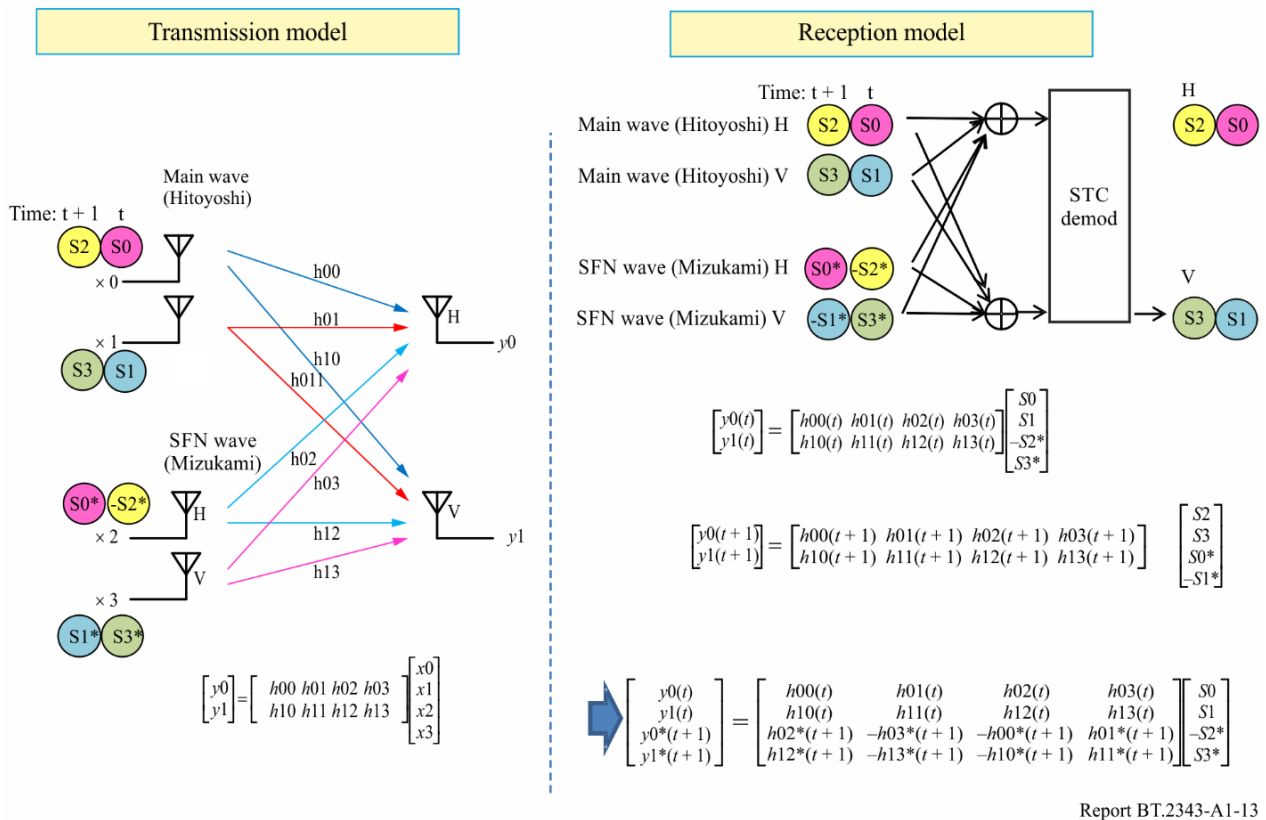 Transmission model
Reception model
Main wave
(Hitoyoshi)
Time: t + 1 t
S2 S0
× 0
× 1
S3 S1
SFN wave
(Mizukami)
S0* -S2*
H
× 2
V
× 3
S1* S3*
h00
h01
h10
h011
h02
h03
h12
h13
H
y0
V
y1
[y0 y1] = [h00 h01 h02 h03
h10 h11 h12 h13] [x0
x1
x2
x3]
Time: t + 1 t
Main wave (Hitoyoshi) H S2 S0
Main wave (Hitoyoshi) V S3 S1
SFN wave (Mizukami) H S0* -S2*
SFN wave (Mizukami) V -S1* S3*
STC
demod
H
S2 S0
V
S3 S1
[y0(t) y1(t)] = [h00(t) h01(t) h02(t) h03(t)
h10(t) h11(t) h12(t) h13(t)] [S0
S1
–S2*
S3*]
[y0(t + 1) y1(t + 1)] = [h00(t + 1) h01(t + 1) h02(t + 1) h03(t + 1)
h10(t + 1) h11(t + 1) h12(t + 1) h13(t + 1)] [S2
S3
S0*
–S1*]
y0(t) = h00(t) h01(t) h02(t) h03(t) S0
y1(t) h10(t) h11(t) h12(t) h13(t) S1
y0*(t + 1) h02*(t + 1) –h03*(t + 1) –h00*(t + 1) h01*(t + 1) –S2*
y1*(t + 1) h12*(t + 1) –h13*(t + 1) –h10*(t + 1) h11*(t + 1) S3*
Report BT.2343-A1-13